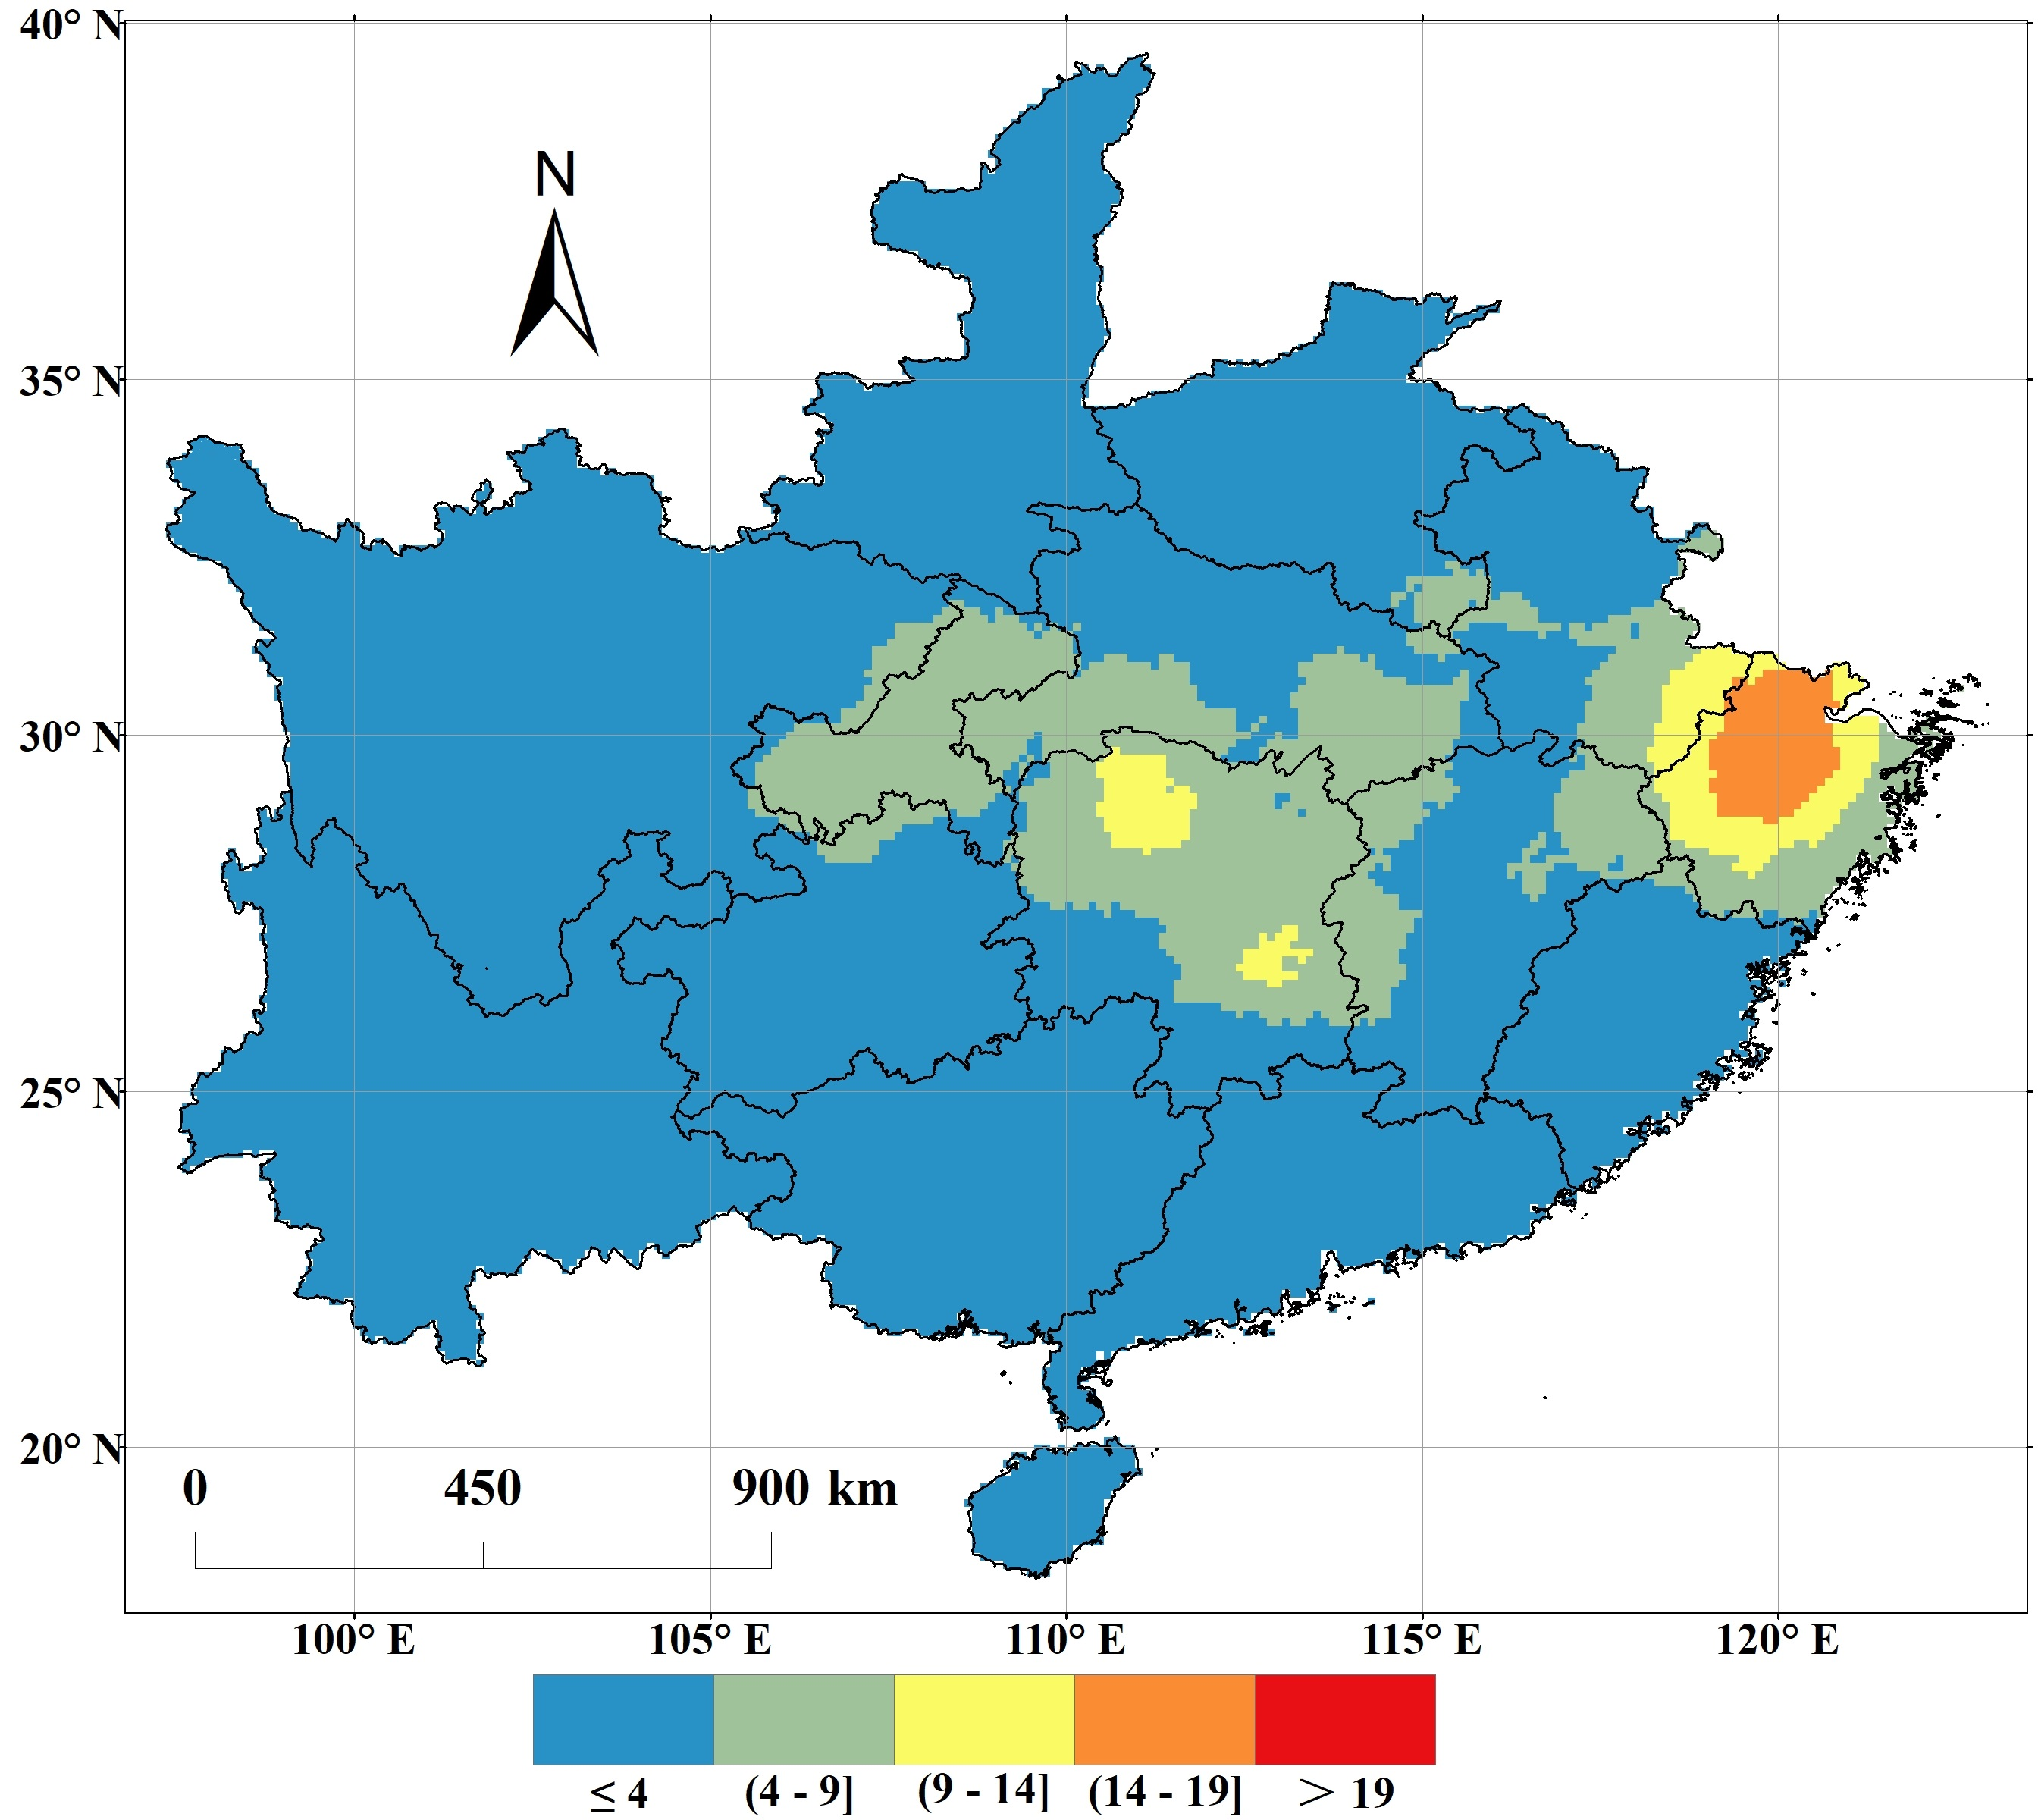 40° N
N
35° N
30° N
25° N
20° N
0 450 900 km
100° E 105° E 110° E 115° E 120° E
≤ 4 (4 - 9] (9 - 14] (14 - 19] > 19